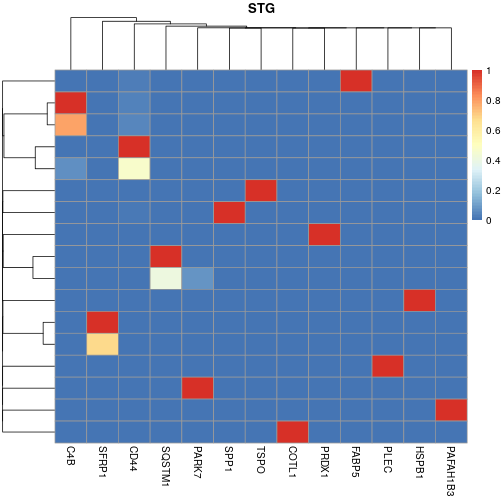 STG
1
0.8
0.6
0.4
0.2
0
C4B
SFRP1
CD44
SQSTM1
PARK7
SPP1
TSPO
COTL1
PRDX1
FABP5
PLEC
HSPB1
PAFAH1B3